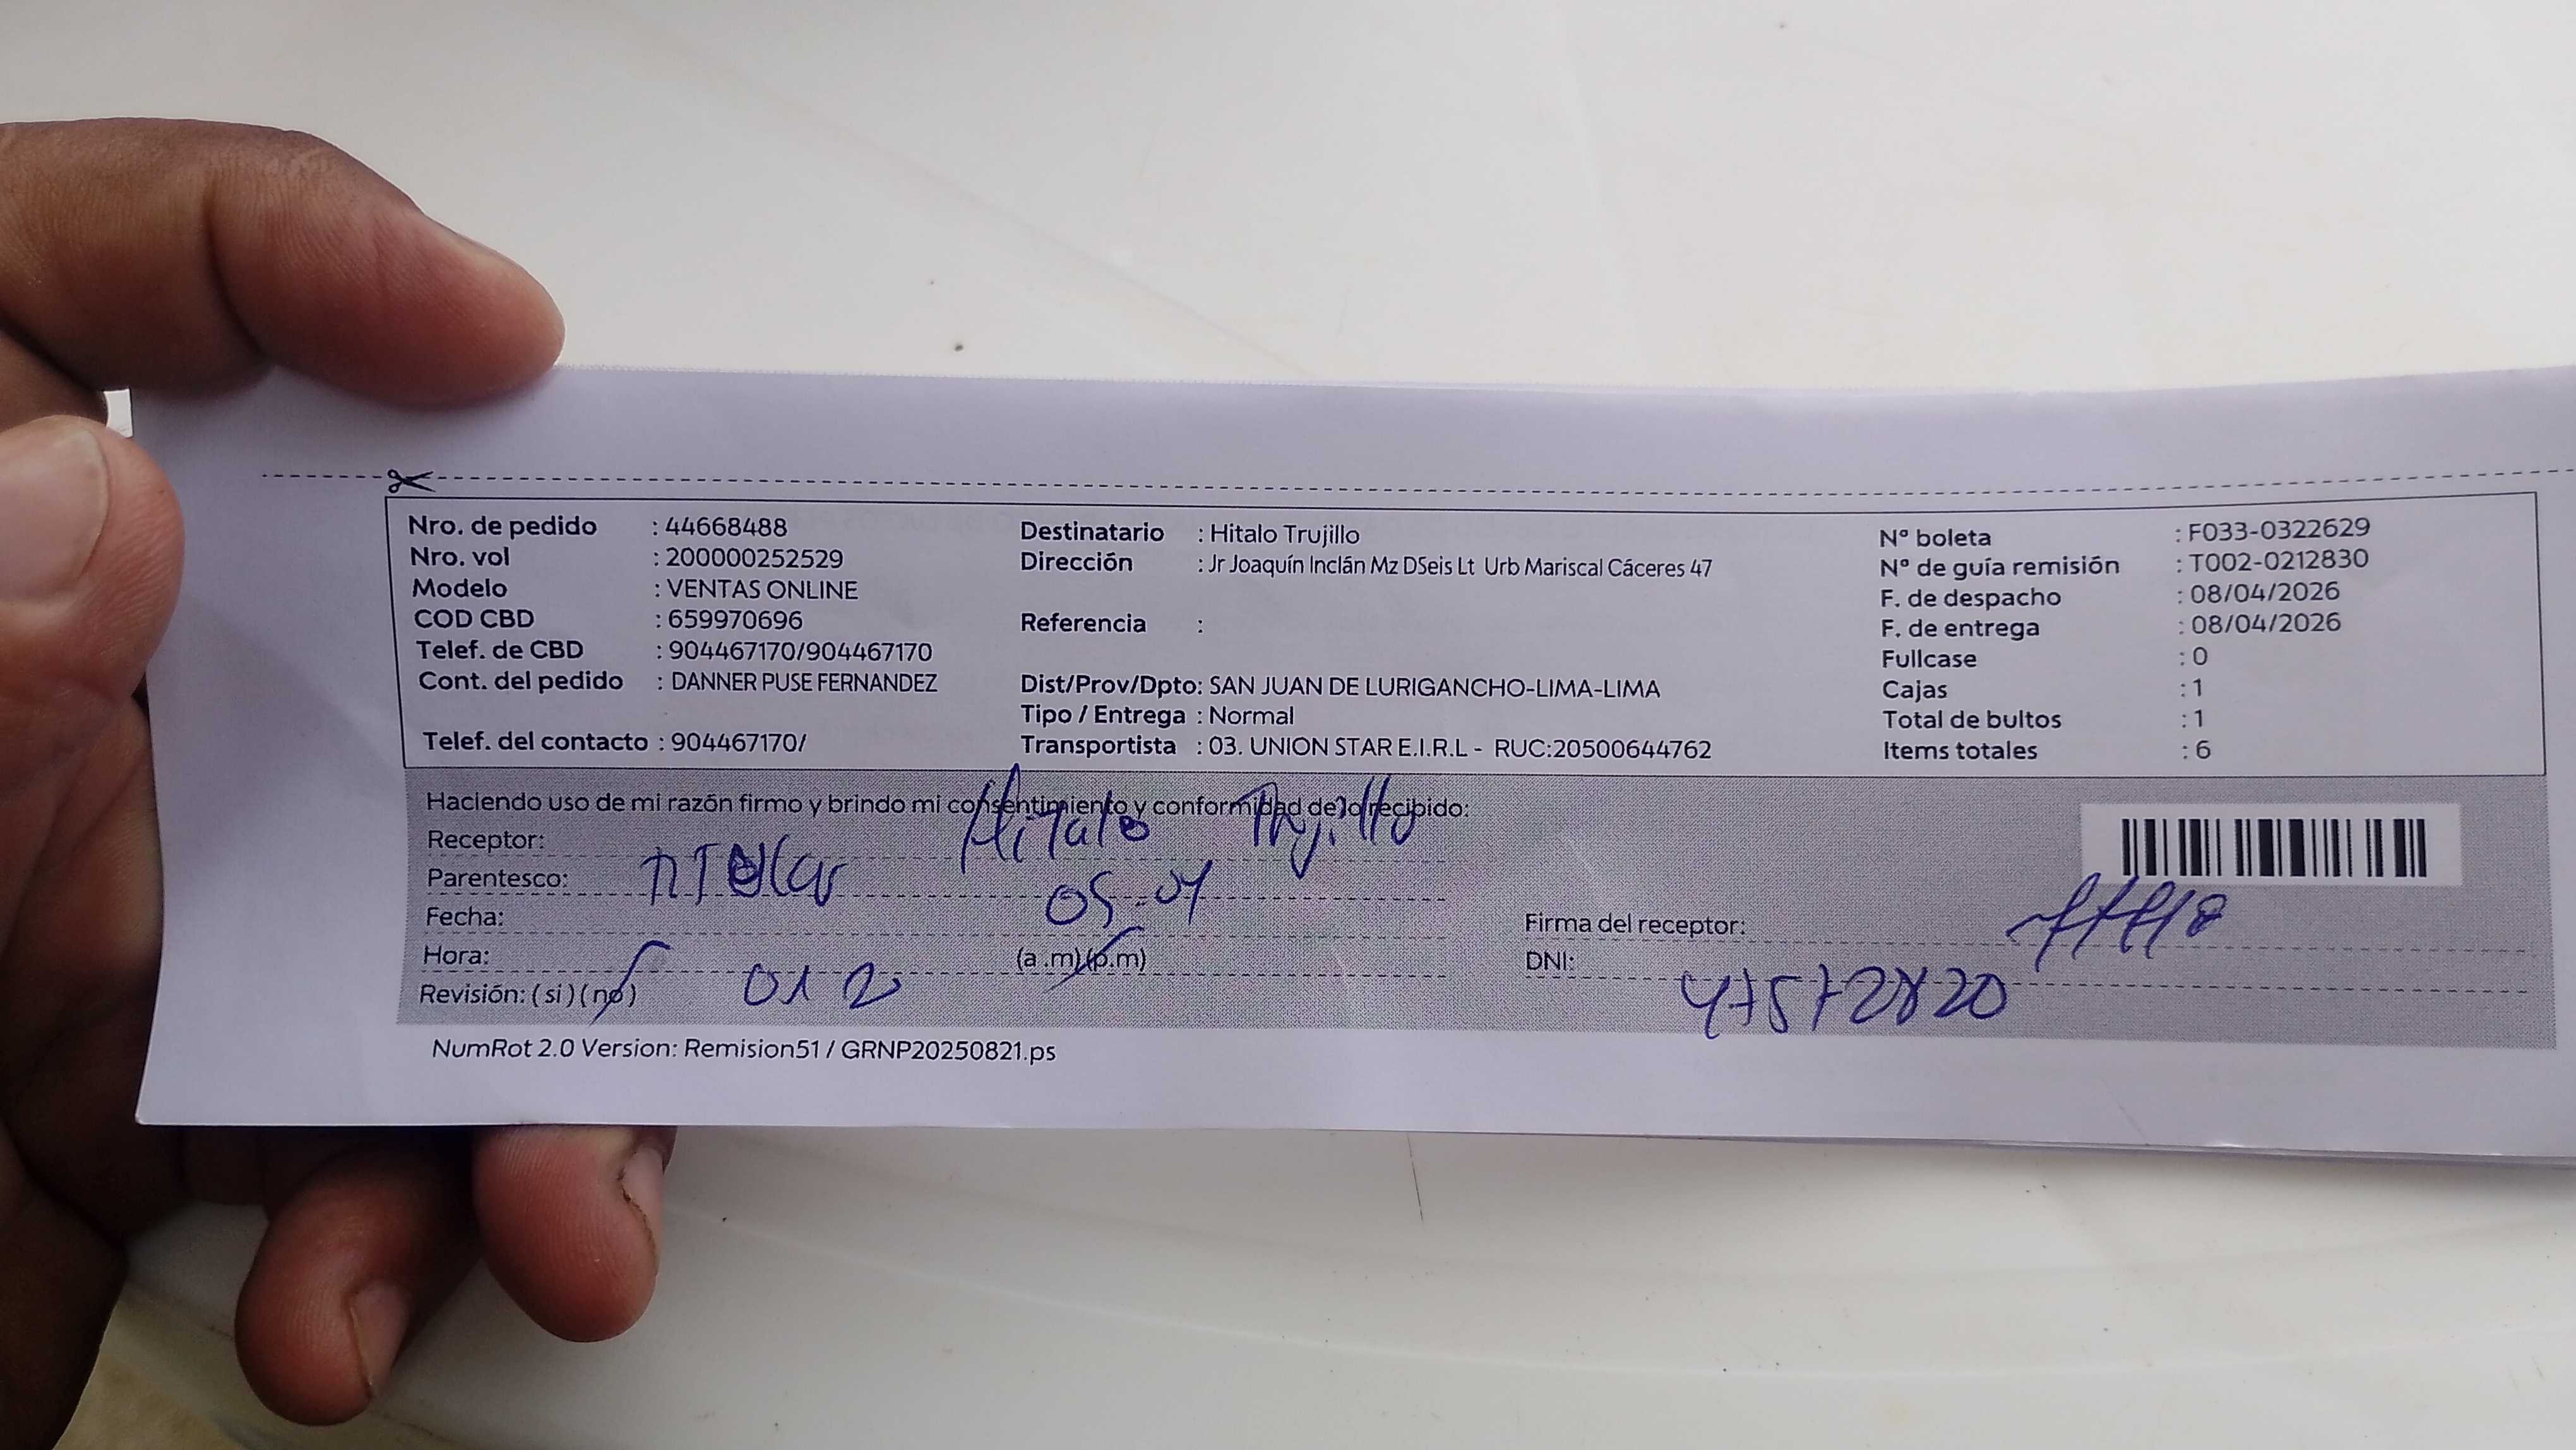 Nro. de pedido : 44668488
Nro. vol : 200000252529
Modelo : VENTAS ONLINE
COD CBD : 659970696
Telef. de CBD : 904467170/904467170
Cont. del pedido : DANNER PUSE FERNANDEZ
Telef. del contacto : 904467170/
Destinatario : Hitalo Trujillo
Dirección : Jr Joaquín Inclán Mz DSeis Lt Urb Mariscal Cáceres 47
Referencia :
Dist/Prov/Dpto: SAN JUAN DE LURIGANCHO-LIMA-LIMA
Tipo / Entrega : Normal
Transportista : 03. UNION STAR E.I.R.L - RUC:20500644762
Nº boleta : F033-0322629
Nº de guía remisión : T002-0212830
F. de despacho : 08/04/2026
F. de entrega : 08/04/2026
Fullcase : 0
Cajas : 1
Total de bultos : 1
Items totales : 6
Haciendo uso de mi razón firmo y brindo mi consentimiento y conformidad de lo recibido:
Receptor: Hitalo Trujillo
Parentesco:
Fecha:
Hora: (a .m)(p.m)
Revisión: ( si ) ( no )
Firma del receptor:
DNI:
NumRot 2.0 Version: Remision51 / GRNP20250821.ps